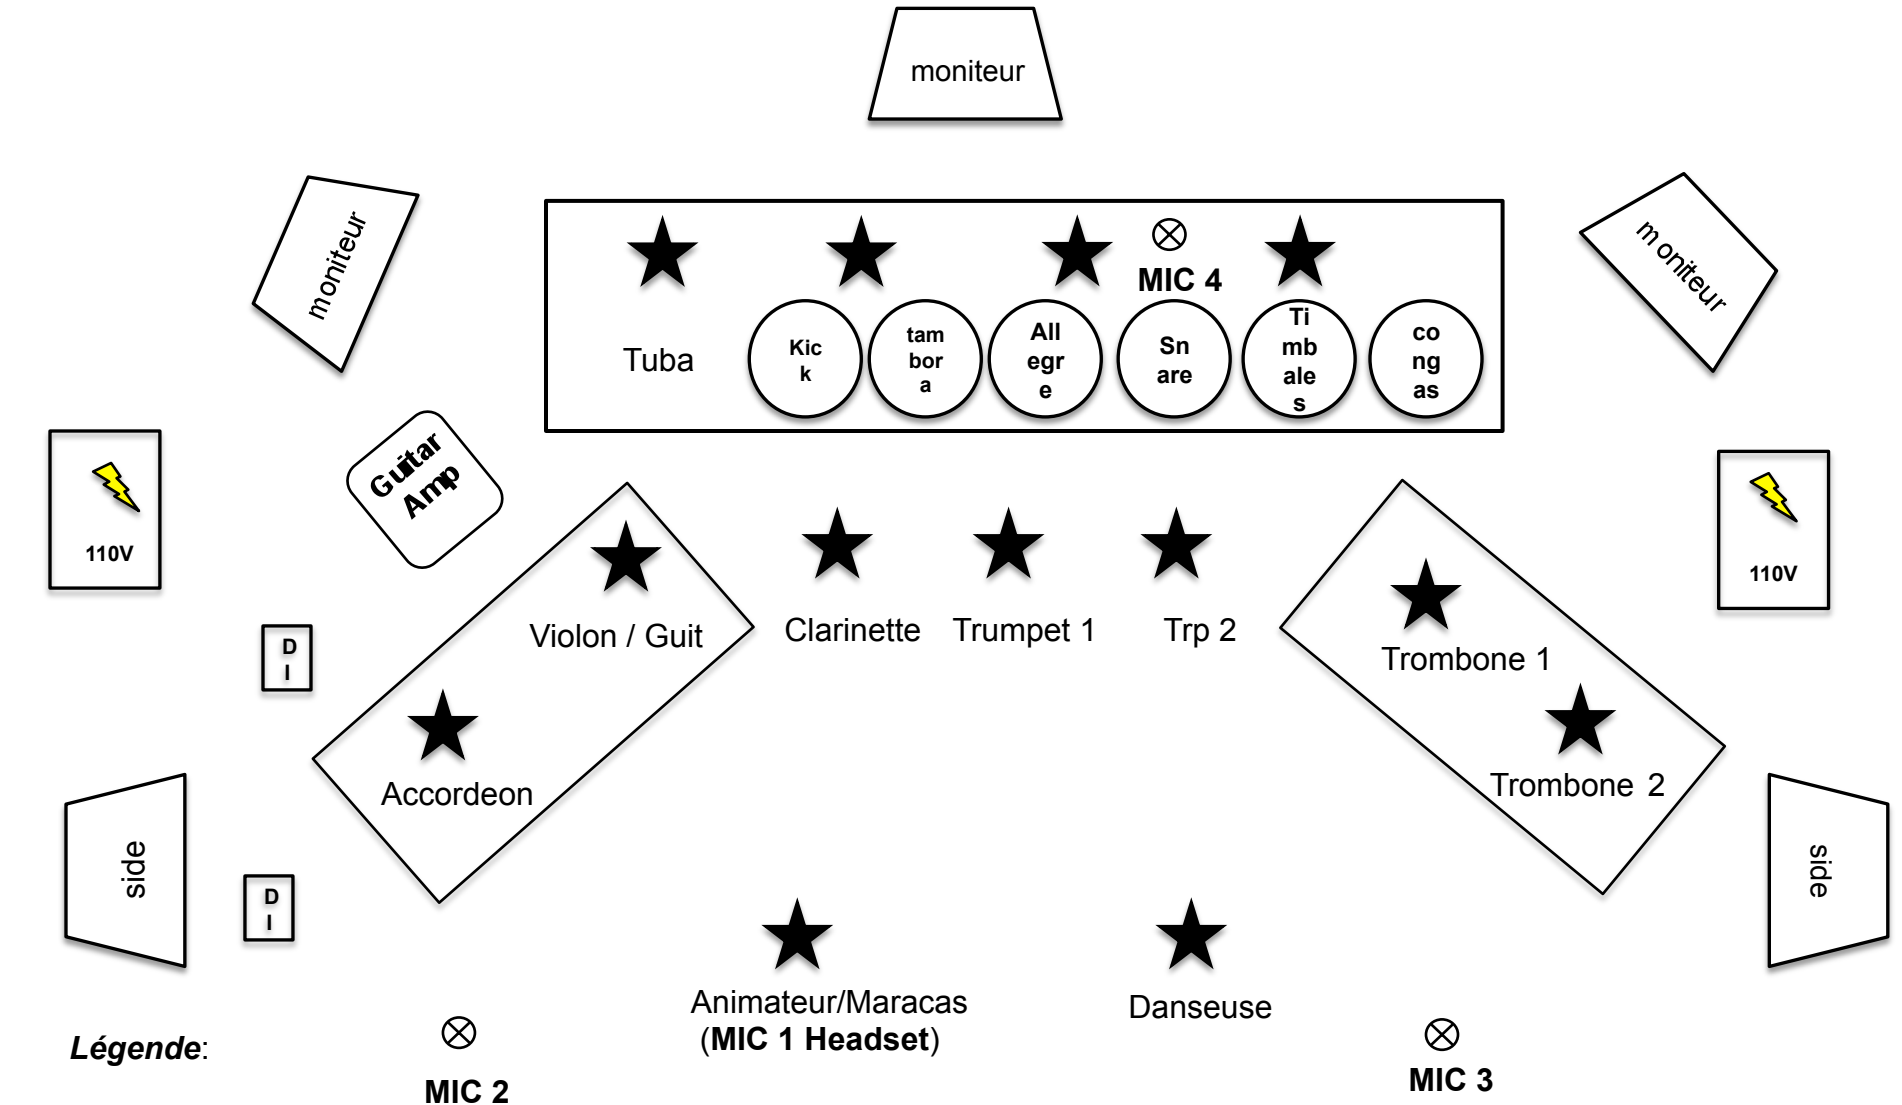 moniteur
moniteur
moniteur
MIC 4
Tuba
Kic
k
tam
bor
a
All
egr
e
Sn
are
Ti
mb
ale
s
co
ng
as
Guitar
Amp
110V
110V
D
I
Violon / Guit
Clarinette
Trumpet 1
Trp 2
Trombone 1
Accordeon
Trombone 2
side
side
D
I
Animateur/Maracas
(MIC 1 Headset)
Danseuse
Légende:
MIC 2
MIC 3